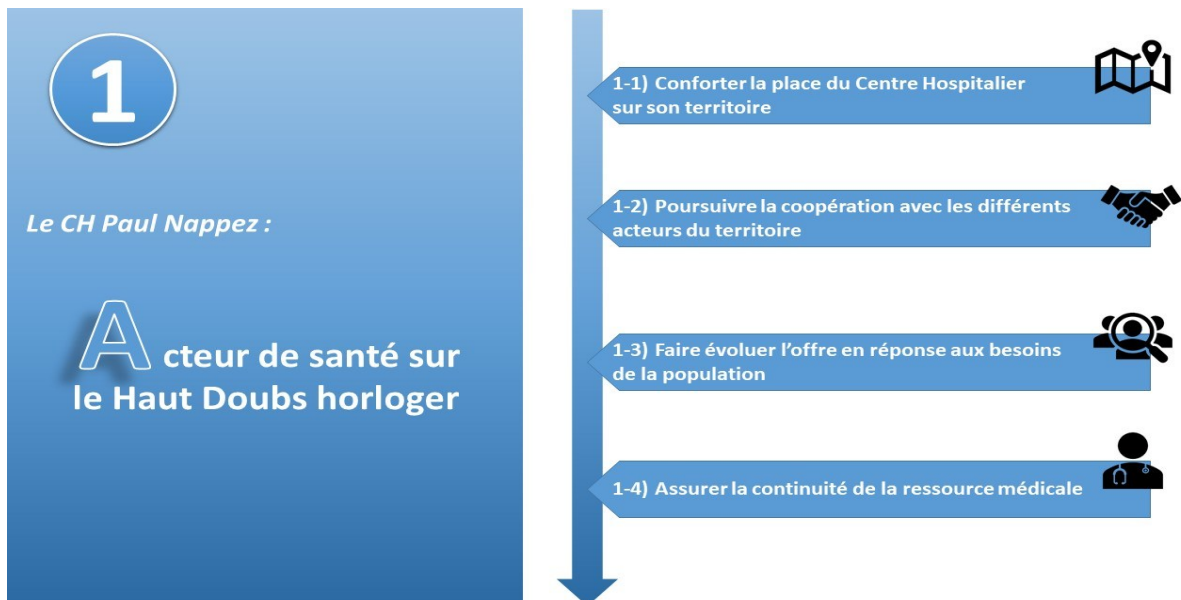 1
Le CH Paul Nappez :
A cteur de santé sur
le Haut Doubs horloger
1-1) Conforter la place du Centre Hospitalier
sur son territoire
1-2) Poursuivre la coopération avec les différents
acteurs du territoire
1-3) Faire évoluer l’offre en réponse aux besoins
de la population
1-4) Assurer la continuité de la ressource médicale